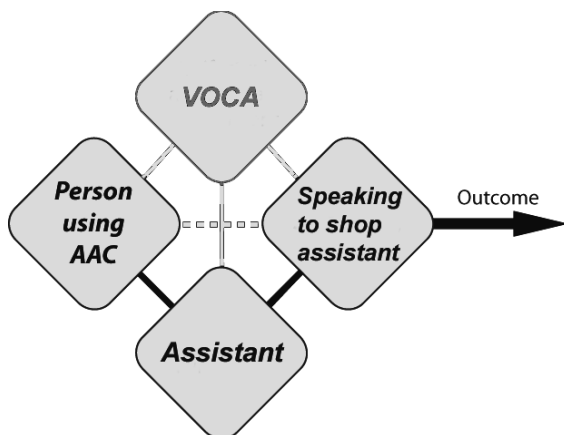 VOCA
Person
using
AAC
Speaking
to shop
assistant
Outcome
Assistant